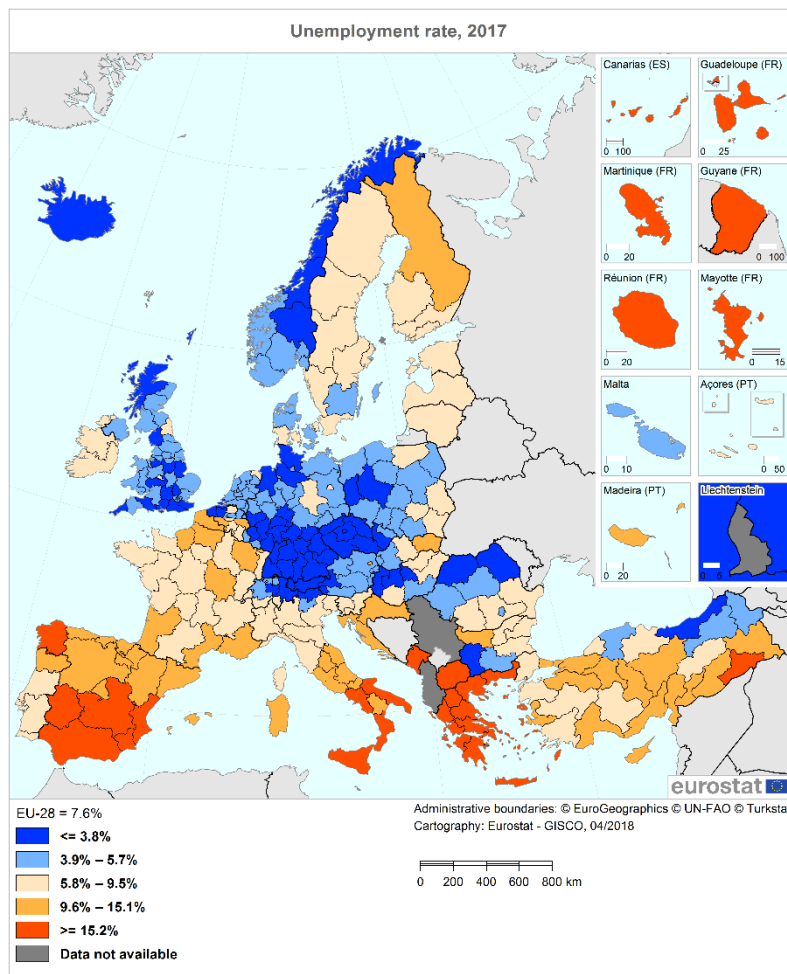 Unemployment rate, 2017
Canarias (ES)
0 100
Guadeloupe (FR)
0 25
Martinique (FR)
0 20
Guyane (FR)
0 100
Réunion (FR)
0 20
Mayotte (FR)
0 15
Malta
0 10
Açores (PT)
0 50
Madeira (PT)
0 20
Liechtenstein
0 5
eurostat
EU-28 = 7.6%
<= 3.8%
3.9% – 5.7%
5.8% – 9.5%
9.6% – 15.1%
>= 15.2%
Data not available
Administrative boundaries: © EuroGeographics © UN-FAO © Turksta
Cartography: Eurostat - GISCO, 04/2018
0 200 400 600 800 km